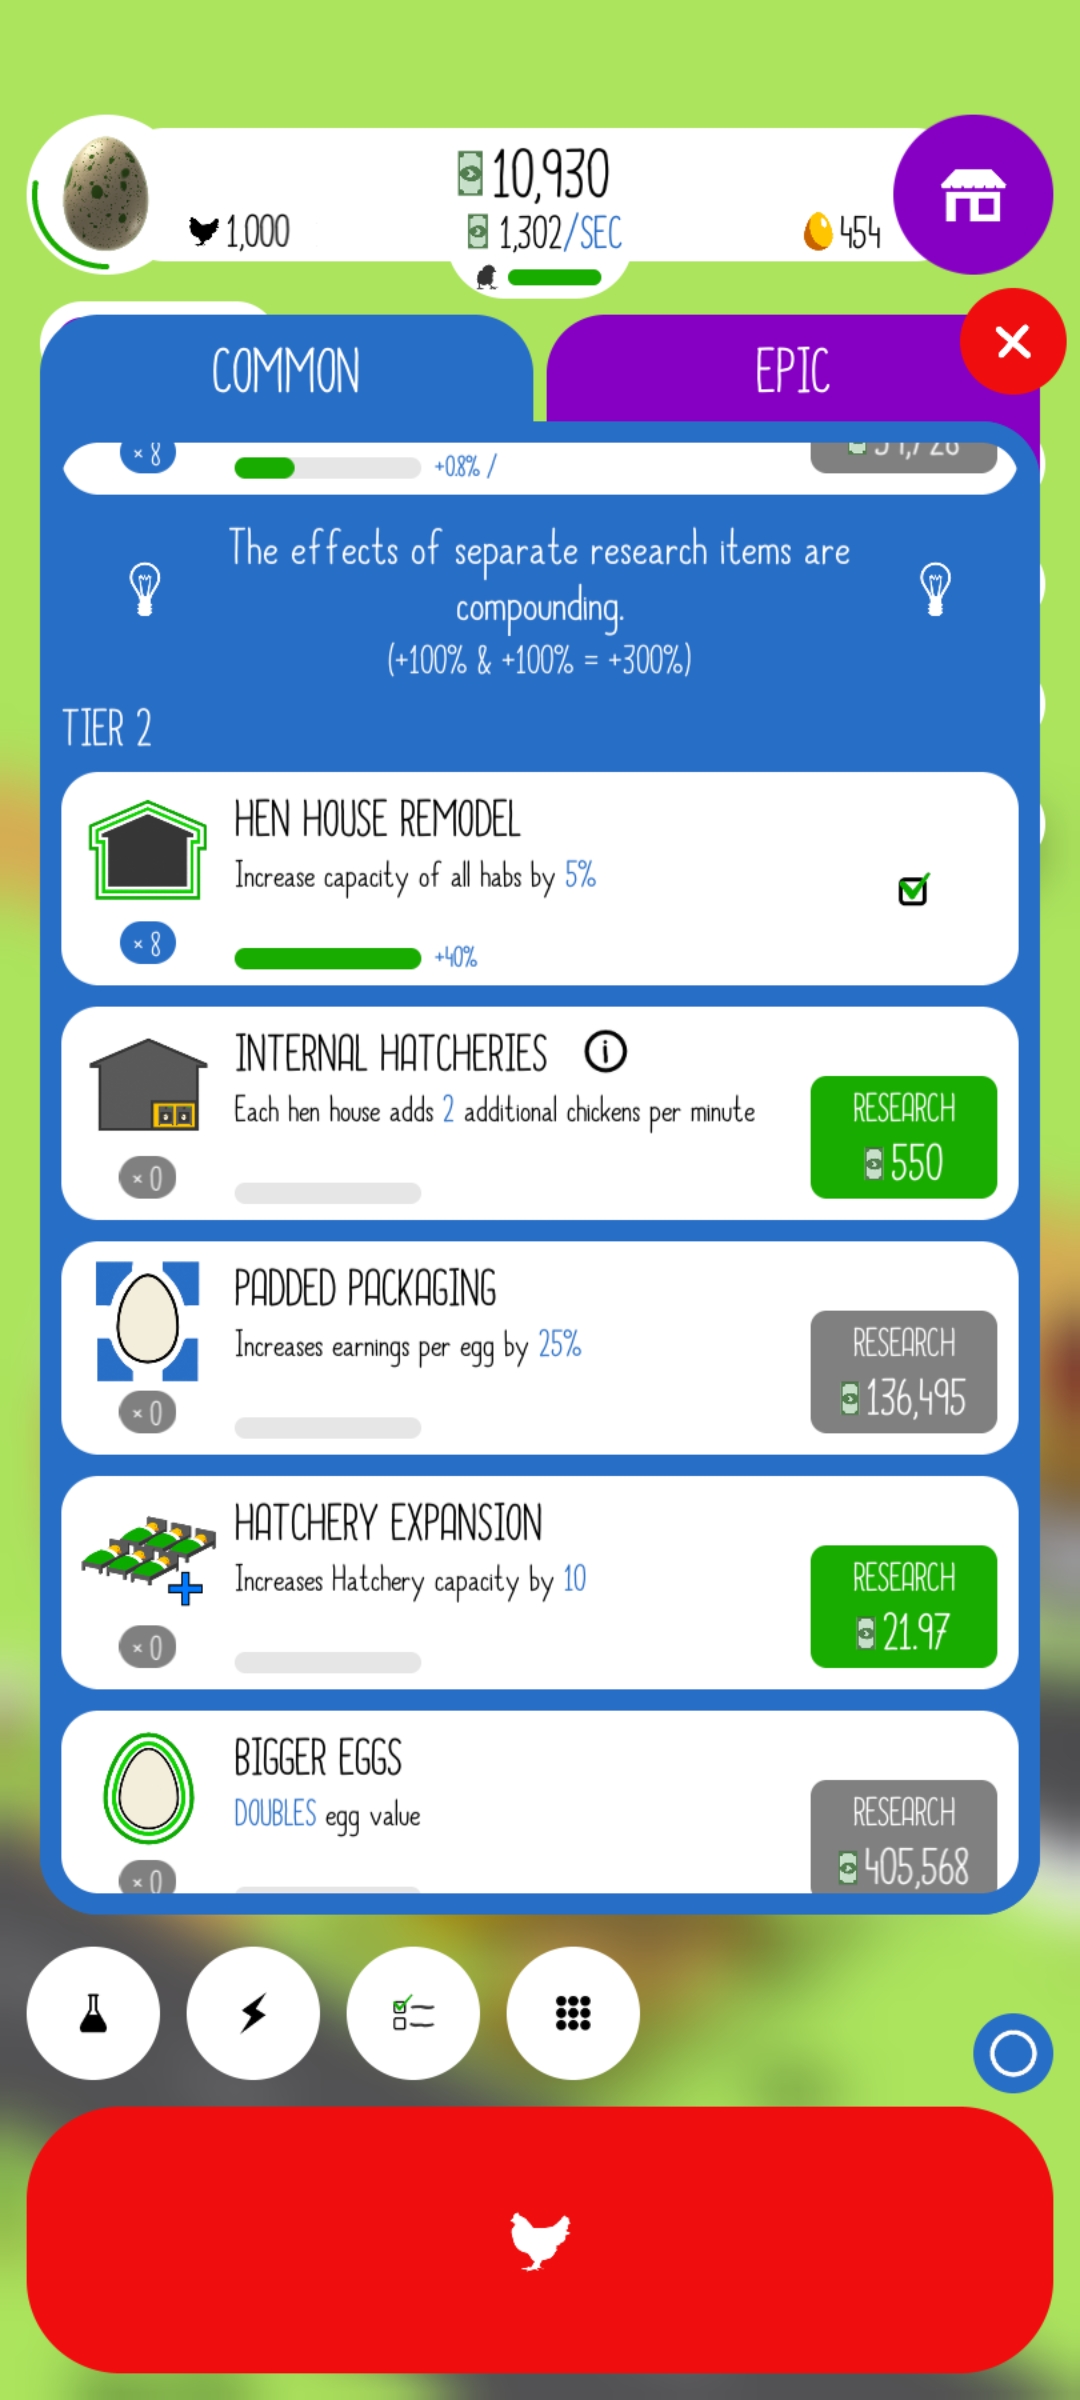 10,930
1,000
1,302/SEC
454
COMMON
EPIC
× 8
+0.8% /
The effects of separate research items are
compounding.
(+100% & +100% = +300%)
TIER 2
HEN HOUSE REMODEL
Increase capacity of all habs by 5%
× 8
+40%
INTERNAL HATCHERIES
Each hen house adds 2 additional chickens per minute
RESEARCH
550
× 0
PADDED PACKAGING
Increases earnings per egg by 25%
RESEARCH
136,495
× 0
HATCHERY EXPANSION
Increases Hatchery capacity by 10
RESEARCH
21.97
× 0
BIGGER EGGS
DOUBLES egg value
RESEARCH
405,568
× 0